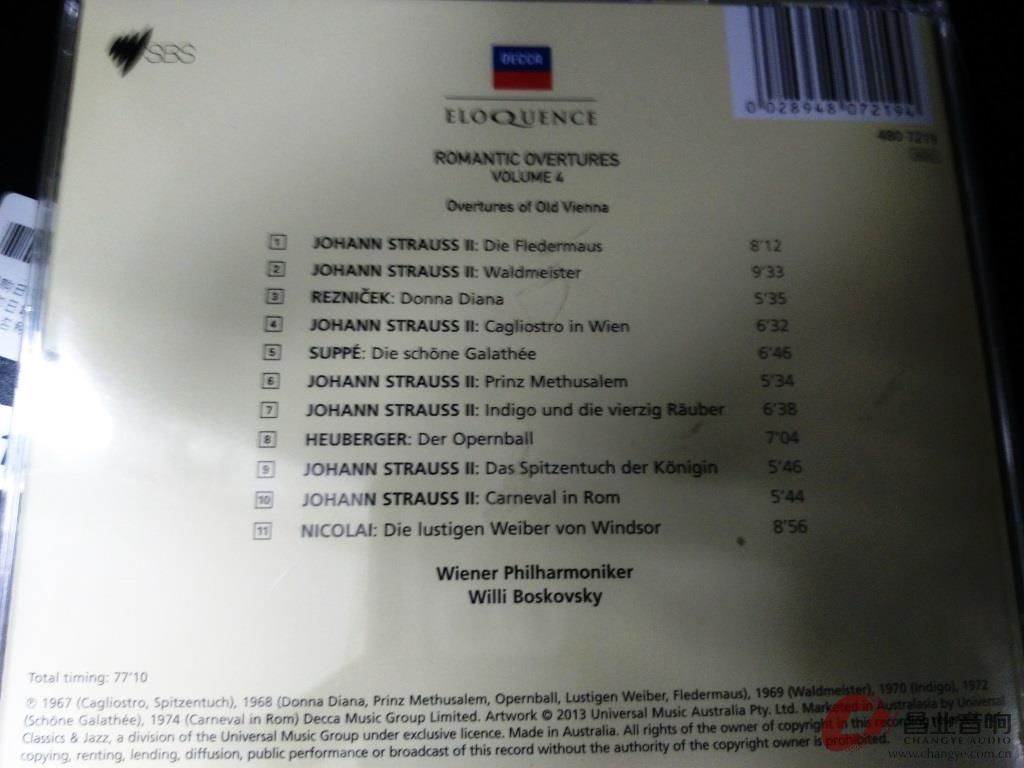 SBS
DECCA
ELOQUENCE
0 028948 072194
480 7219
ROMANTIC OVERTURES
VOLUME 4
Overtures of Old Vienna
1 JOHANN STRAUSS II: Die Fledermaus 8'12
2 JOHANN STRAUSS II: Waldmeister 9'33
3 REZNIČEK: Donna Diana 5'35
4 JOHANN STRAUSS II: Cagliostro in Wien 6'32
5 SUPPÉ: Die schöne Galathée 6'46
6 JOHANN STRAUSS II: Prinz Methusalem 5'34
7 JOHANN STRAUSS II: Indigo und die vierzig Räuber 6'38
8 HEUBERGER: Der Opernball 7'04
9 JOHANN STRAUSS II: Das Spitzentuch der Königin 5'46
10 JOHANN STRAUSS II: Carneval in Rom 5'44
11 NICOLAI: Die lustigen Weiber von Windsor 8'56
Wiener Philharmoniker
Willi Boskovsky
Total timing: 77'10
℗ 1967 (Cagliostro, Spitzentuch), 1968 (Donna Diana, Prinz Methusalem, Opernball, Lustigen Weiber, Fledermaus), 1969 (Waldmeister), 1970 (Indigo), 1972
(Schöne Galathée), 1974 (Carneval in Rom) Decca Music Group Limited. Artwork © 2013 Universal Music Australia Pty. Ltd. Marketed in Australasia by Universal
Classics & Jazz, a division of the Universal Music Group under exclusive licence. Made in Australia. All rights of the owner of copyright in this recording
copying, renting, lending, diffusion, public performance or broadcast of this record without the authority of the copyright owner is prohibited.
昌业音响
CHANGYE AUDIO
www.changye.com.cn